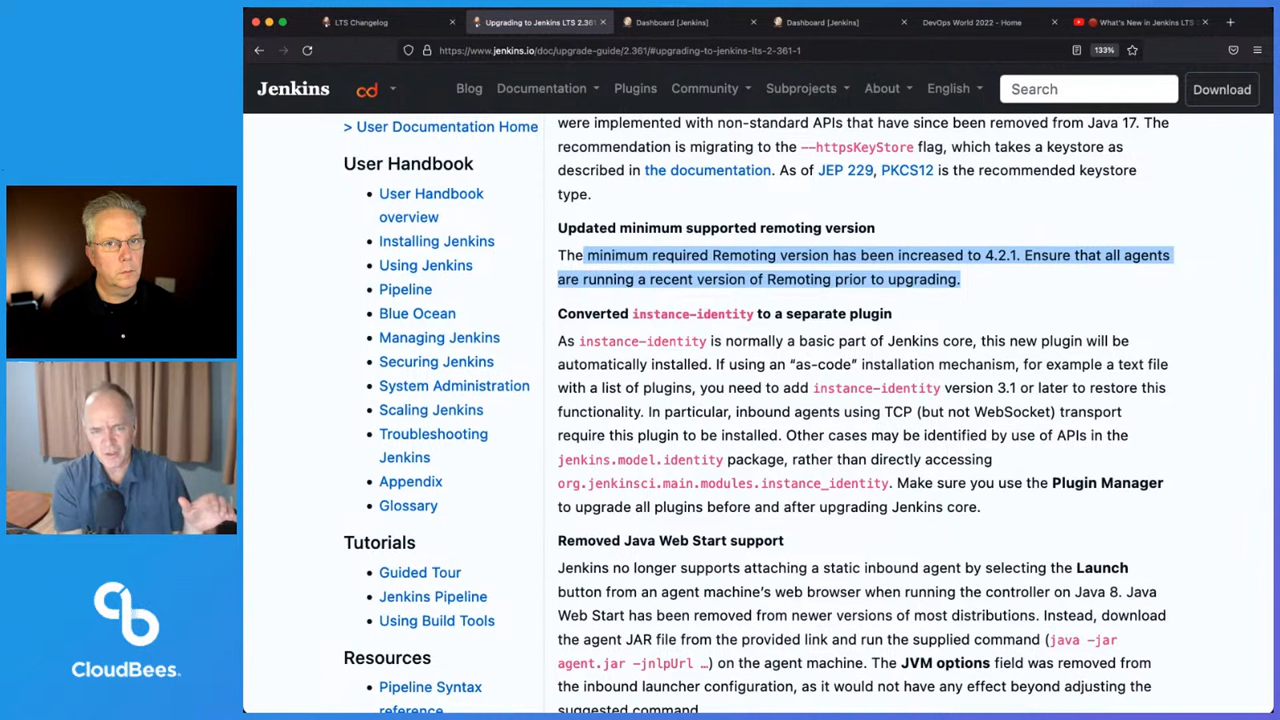 LTS Changelog
Upgrading to Jenkins LTS 2.361
Dashboard [Jenkins]
Dashboard [Jenkins]
DevOps World 2022 - Home
What's New in Jenkins LTS
https://www.jenkins.io/doc/upgrade-guide/2.361/#upgrading-to-jenkins-lts-2-361-1
133%
Jenkins
cd
Blog
Documentation
Plugins
Community
Subprojects
About
English
Search
Download
> User Documentation Home
User Handbook
User Handbook
overview
Installing Jenkins
Using Jenkins
Pipeline
Blue Ocean
Managing Jenkins
Securing Jenkins
System Administration
Scaling Jenkins
Troubleshooting
Jenkins
Appendix
Glossary
Tutorials
Guided Tour
Jenkins Pipeline
Using Build Tools
Resources
Pipeline Syntax
reference
were implemented with non-standard APIs that have since been removed from Java 17. The
recommendation is migrating to the --httpsKeyStore flag, which takes a keystore as
described in the documentation. As of JEP 229, PKCS12 is the recommended keystore
type.
Updated minimum supported remoting version
The minimum required Remoting version has been increased to 4.2.1. Ensure that all agents
are running a recent version of Remoting prior to upgrading.
Converted instance-identity to a separate plugin
As instance-identity is normally a basic part of Jenkins core, this new plugin will be
automatically installed. If using an “as-code” installation mechanism, for example a text file
with a list of plugins, you need to add instance-identity version 3.1 or later to restore this
functionality. In particular, inbound agents using TCP (but not WebSocket) transport
require this plugin to be installed. Other cases may be identified by use of APIs in the
jenkins.model.identity package, rather than directly accessing
org.jenkinsci.main.modules.instance_identity. Make sure you use the Plugin Manager
to upgrade all plugins before and after upgrading Jenkins core.
Removed Java Web Start support
Jenkins no longer supports attaching a static inbound agent by selecting the Launch
button from an agent machine’s web browser when running the controller on Java 8. Java
Web Start has been removed from newer versions of most distributions. Instead, download
the agent JAR file from the provided link and run the supplied command (java -jar
agent.jar -jnlpUrl …) on the agent machine. The JVM options field was removed from
the inbound launcher configuration, as it would not have any effect beyond adjusting the
suggested command.
CloudBees.